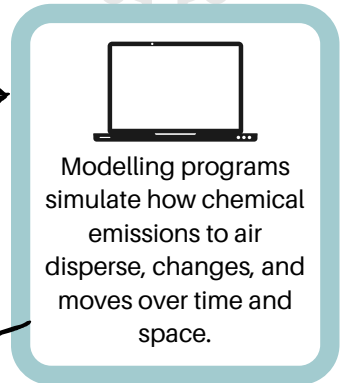 Modelling programs
simulate how chemical
emissions to air
disperse, changes, and
moves over time and
space.